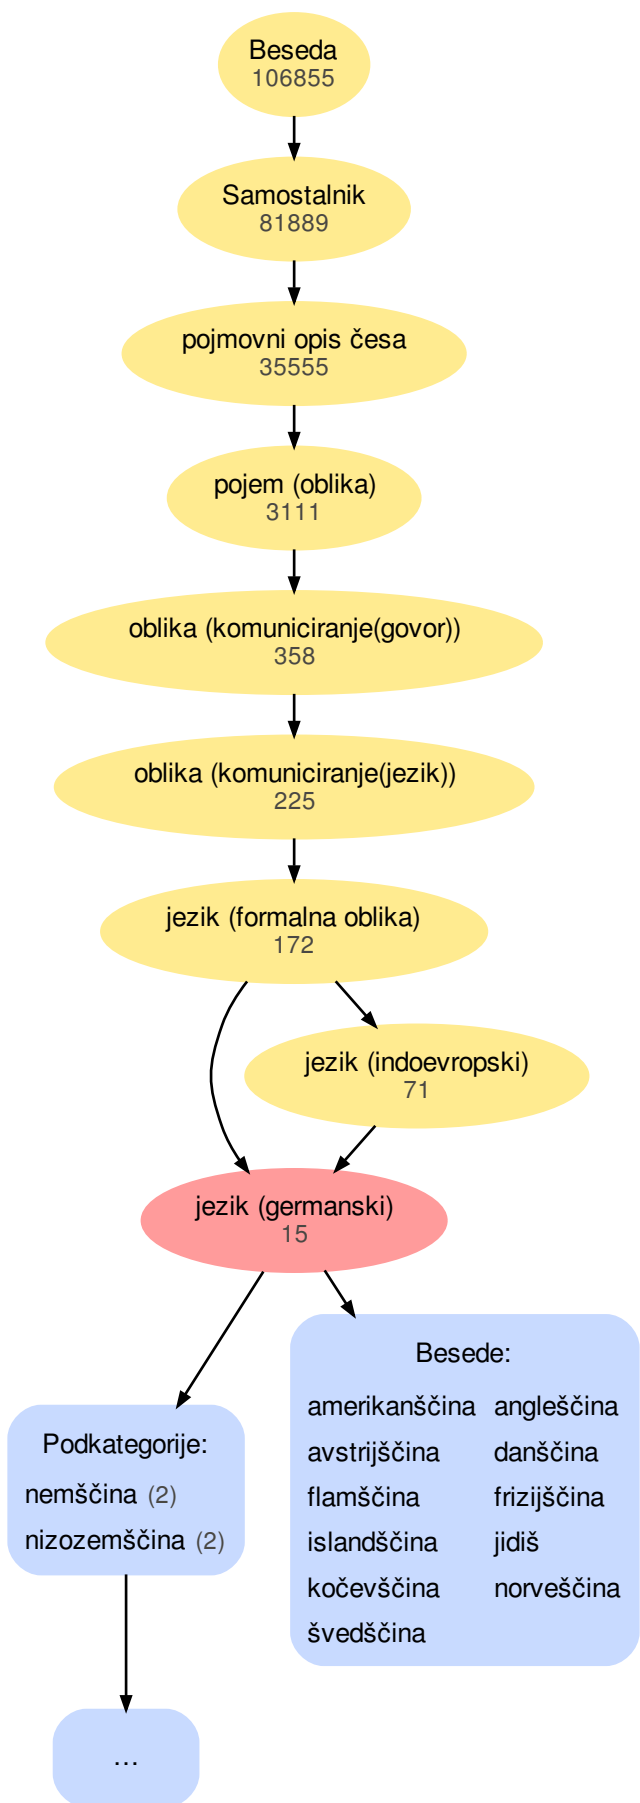 Beseda
106855
Samostalnik
81889
pojmovni opis česa
35555
pojem (oblika)
3111
oblika (komuniciranje(govor))
358
oblika (komuniciranje(jezik))
225
jezik (formalna oblika)
172
jezik (indoevropski)
71
jezik (germanski)
15
Besede:
amerikanščina angleščina
avstrijščina danščina
flamščina frizijščina
islandščina jidiš
kočevščina norveščina
švedščina
Podkategorije:
nemščina (2)
nizozemščina (2)
...